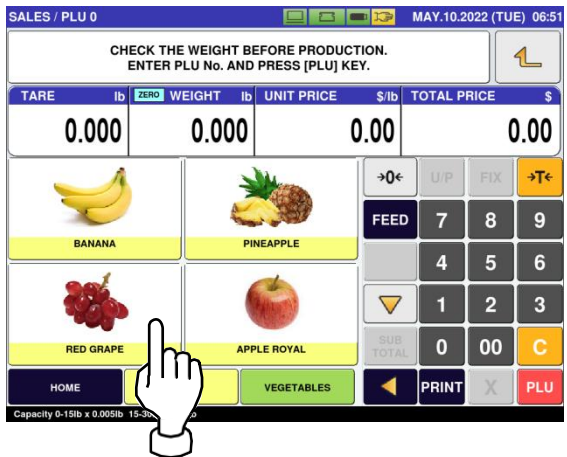 SALES / PLU 0 MAY.10.2022 (TUE) 06:51
CHECK THE WEIGHT BEFORE PRODUCTION.
ENTER PLU No. AND PRESS [PLU] KEY.
TARE lb ZERO WEIGHT lb UNIT PRICE $/lb TOTAL PRICE $
0.000 0.000 0.00 0.00
→0← U/P FIX →T←
FEED 7 8 9
BANANA PINEAPPLE
4 5 6
1 2 3
RED GRAPE APPLE ROYAL
SUB TOTAL 0 00 C
HOME VEGETABLES PRINT X PLU
Capacity 0-15lb x 0.005lb